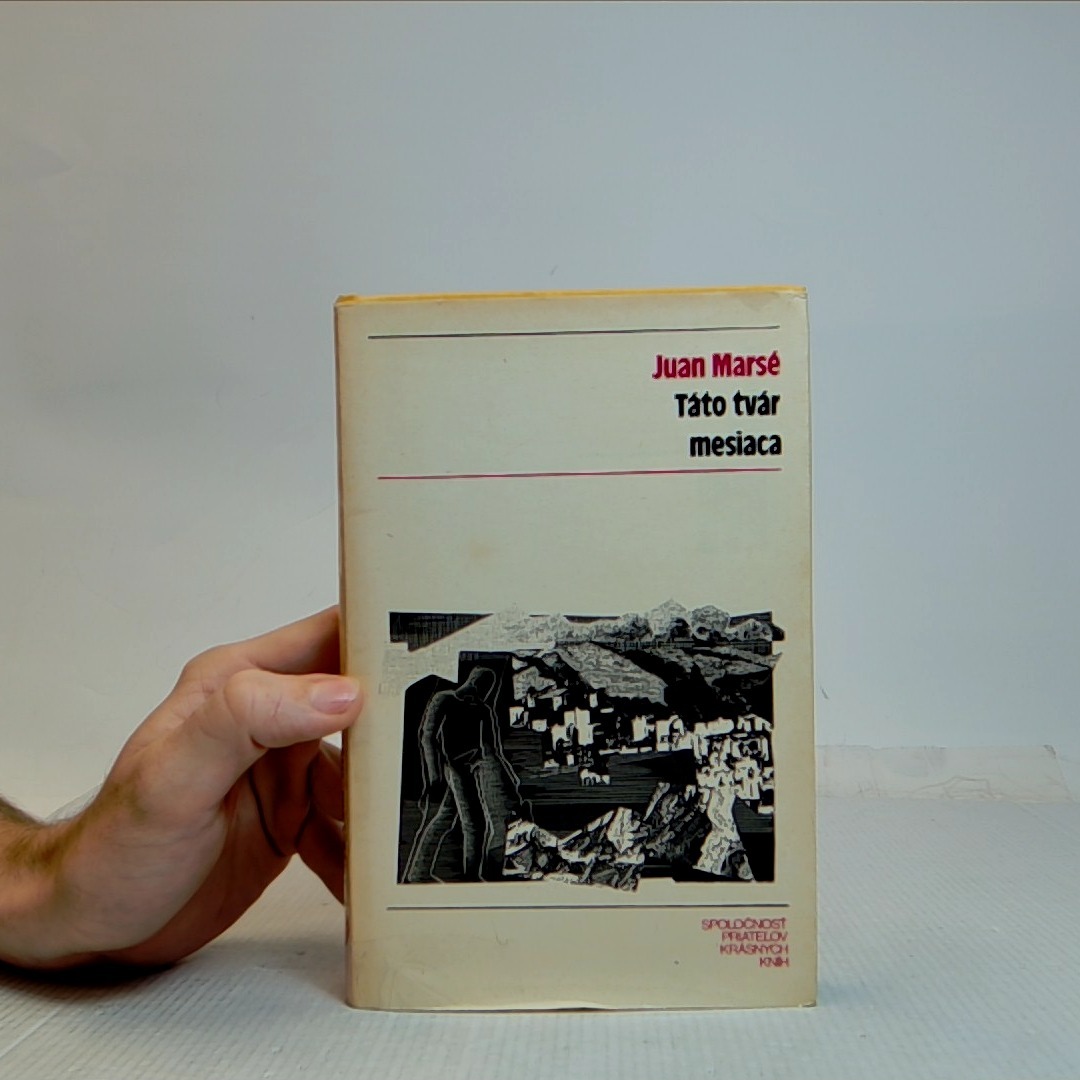 Juan Marsé
Táto tvár
mesiaca
SPOLOČNOSŤ
PRIATEĽOV
KRÁSNYCH
KNÍH